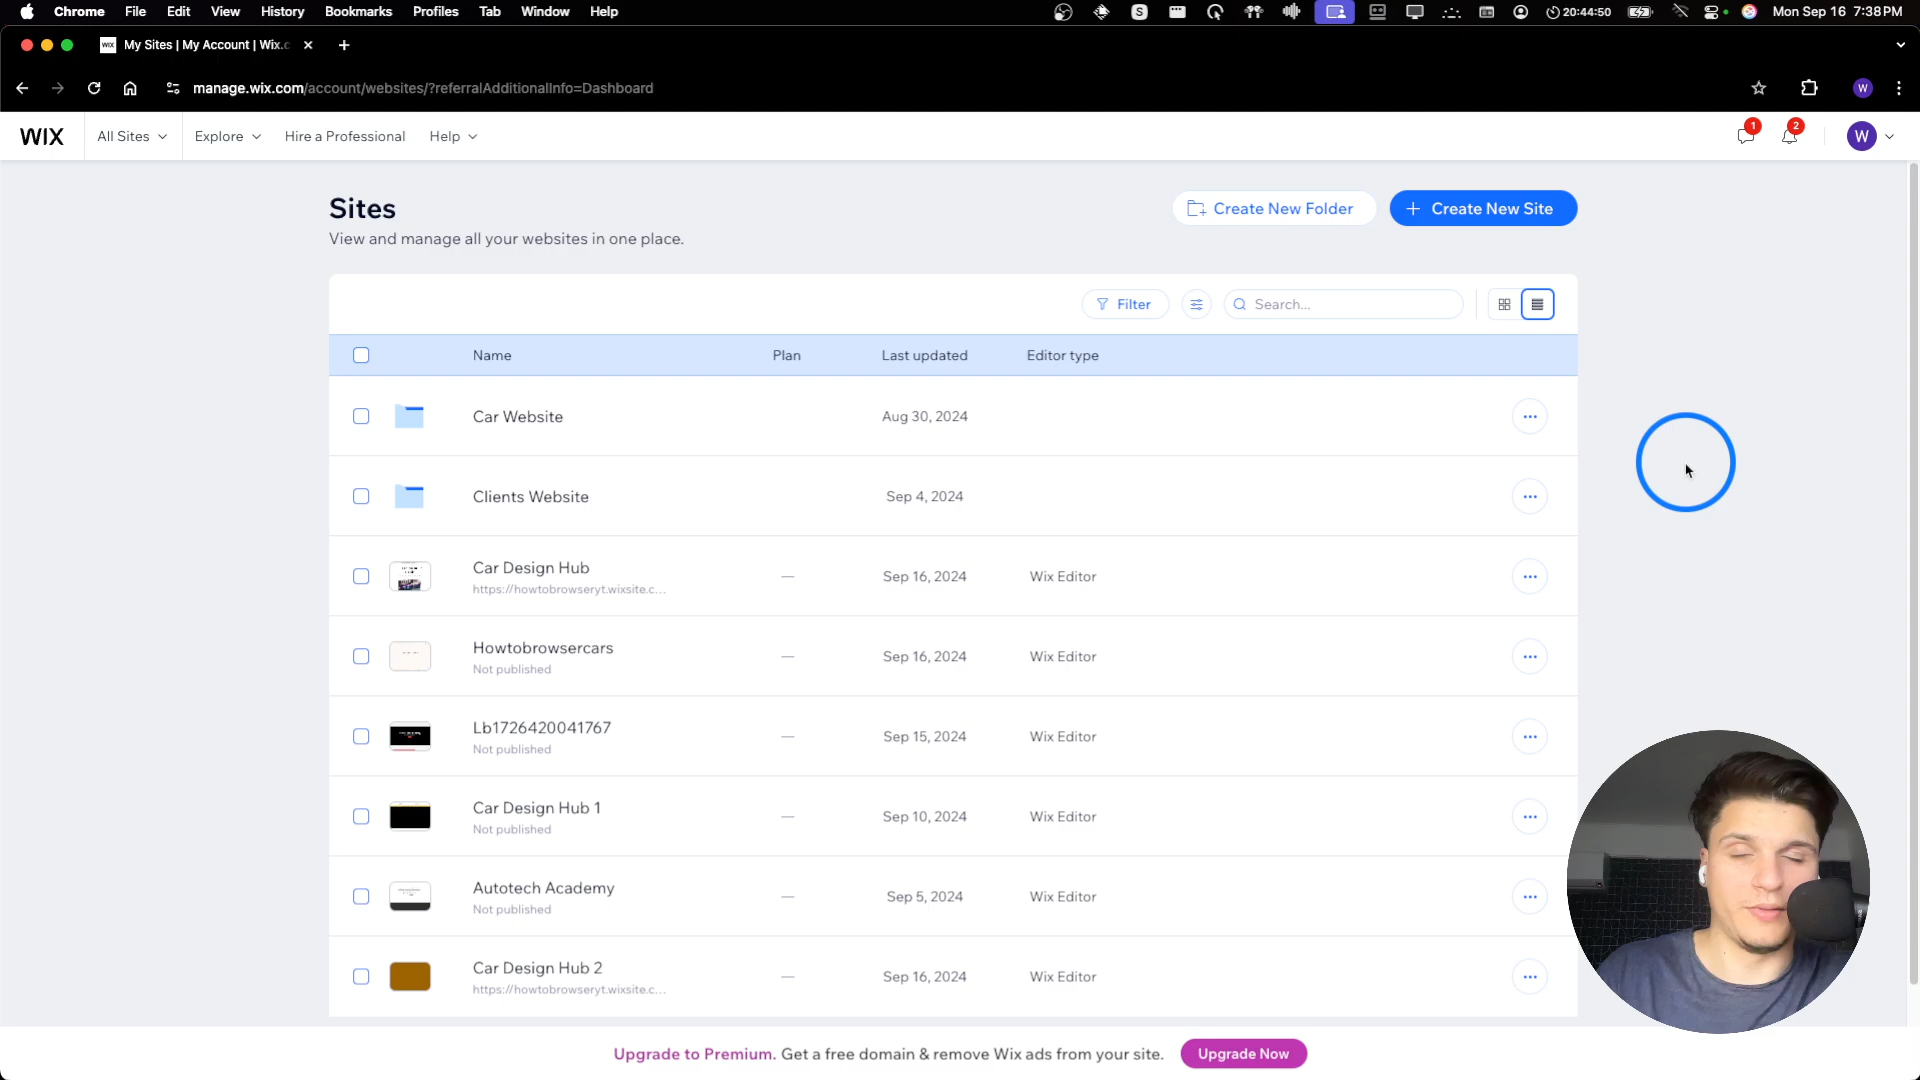 Chrome File Edit View History Bookmarks Profiles Tab Window Help
S 20:44:50 Mon Sep 16 7:38 PM
WIX My Sites | My Account | Wix.c
manage.wix.com/account/websites/?referralAdditionalInfo=Dashboard W
WIX All Sites Explore Hire a Professional Help 1 2 W
Sites Create New Folder + Create New Site
View and manage all your websites in one place.
Filter Search...
Name Plan Last updated Editor type
Car Website Aug 30, 2024
Clients Website Sep 4, 2024
Car Design Hub
https://howtobrowseryt.wixsite.c... — Sep 16, 2024 Wix Editor
Howtobrowsercars
Not published — Sep 16, 2024 Wix Editor
Lb1726420041767
Not published — Sep 15, 2024 Wix Editor
Car Design Hub 1
Not published — Sep 10, 2024 Wix Editor
Autotech Academy
Not published — Sep 5, 2024 Wix Editor
Car Design Hub 2
https://howtobrowseryt.wixsite.c... — Sep 16, 2024 Wix Editor
Upgrade to Premium. Get a free domain & remove Wix ads from your site. Upgrade Now